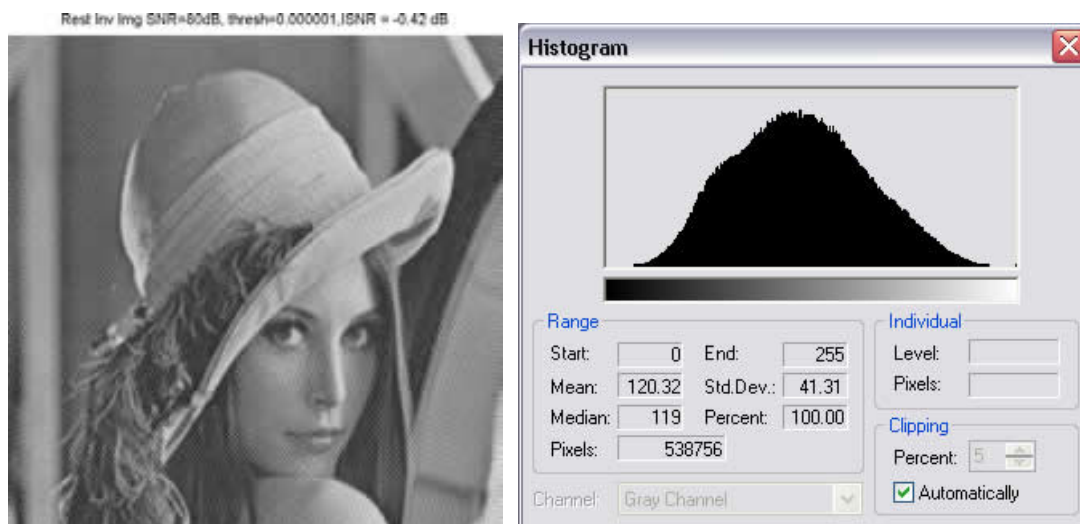 Rest Inv Img SNR=80dB, thresh=0.000001,ISNR = -0.42 dB
Histogram
Range
Start: 0 End: 255
Mean: 120.32 Std.Dev.: 41.31
Median: 119 Percent: 100.00
Pixels: 538756
Individual
Level:
Pixels:
Clipping
Percent: 5
Automatically
Channel: Gray Channel